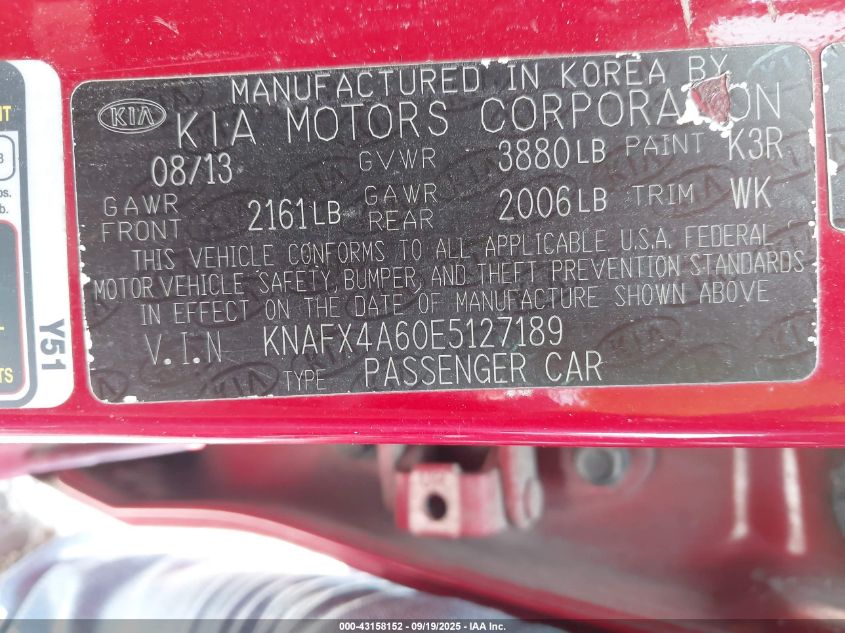 MANUFACTURED IN KOREA BY
KIA KIA MOTORS CORPORATION
08/13 GVWR 3880LB PAINT K3R
GAWR FRONT 2161LB GAWR REAR 2006LB TRIM WK
THIS VEHICLE CONFORMS TO ALL APPLICABLE U.S.A. FEDERAL
MOTOR VEHICLE SAFETY, BUMPER, AND THEFT PREVENTION STANDARDS
IN EFFECT ON THE DATE OF MANUFACTURE SHOWN ABOVE
V.I.N KNAFX4A60E5127189
TYPE PASSENGER CAR
Y51
000-43158152 - 09/19/2025 - IAA Inc.